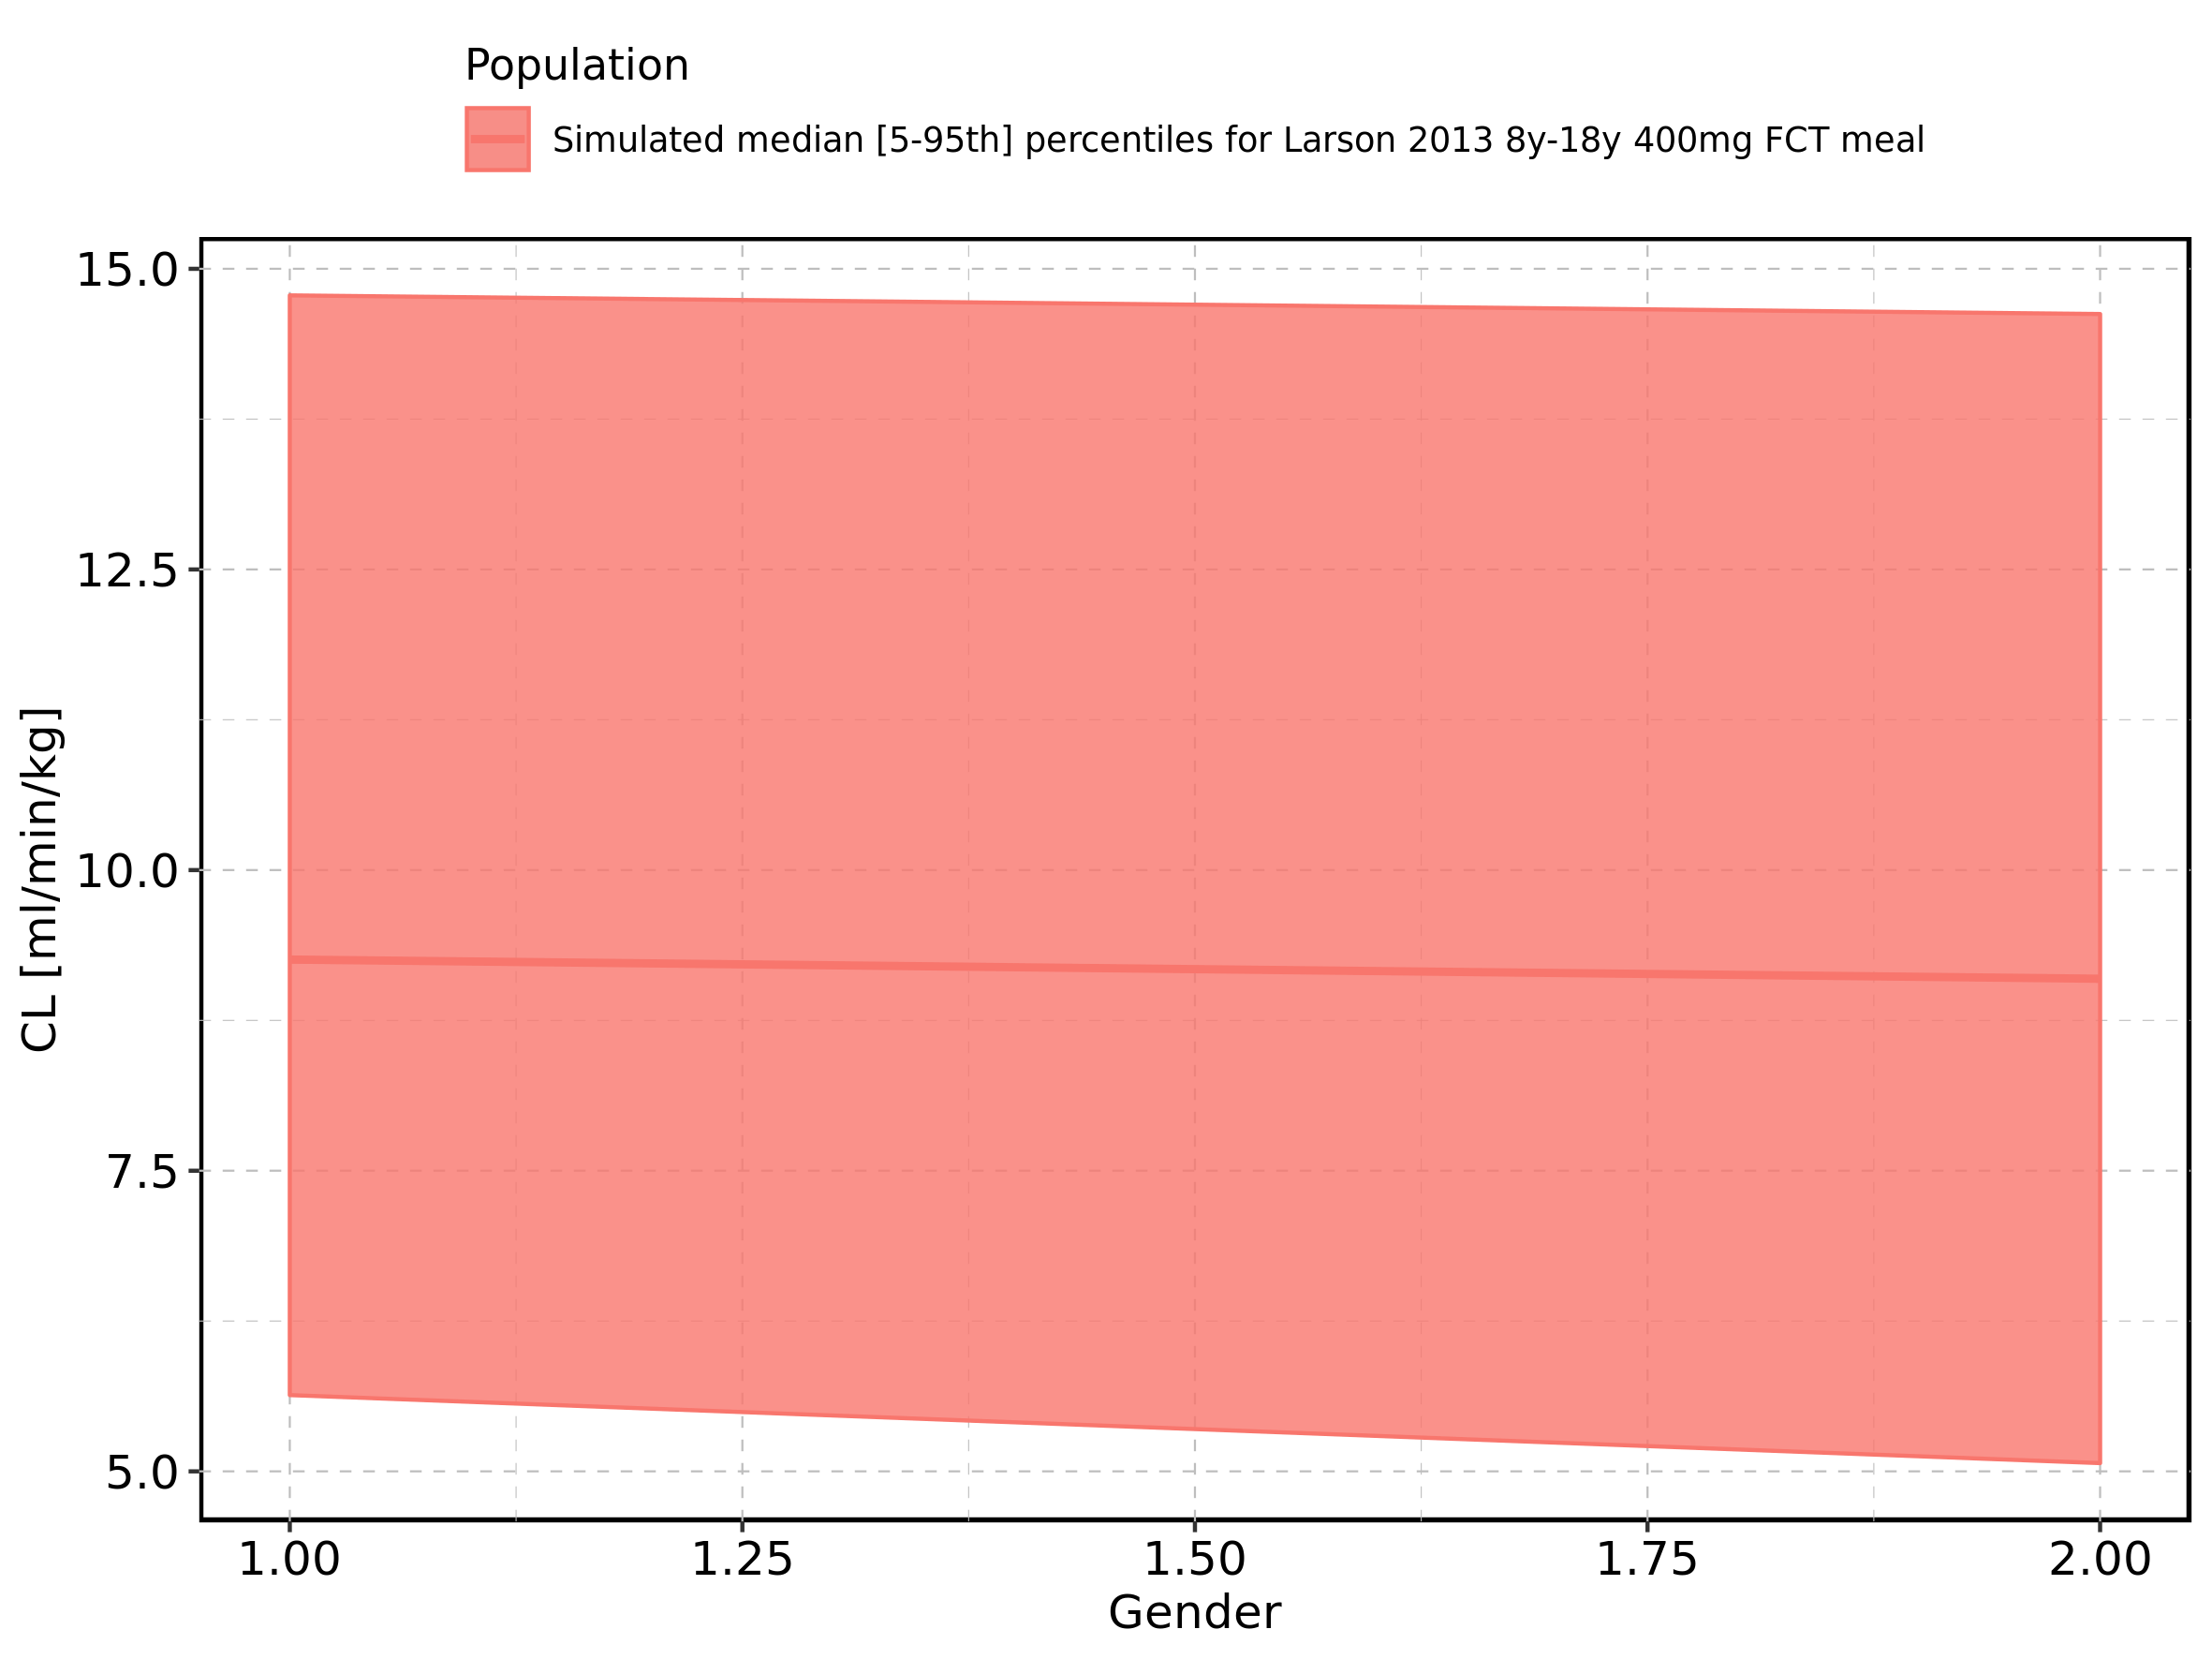 Population
Simulated median [5-95th] percentiles for Larson 2013 8y-18y 400mg FCT meal
15.0
12.5
10.0
7.5
5.0
CL [ml/min/kg]
1.00 1.25 1.50 1.75 2.00
Gender